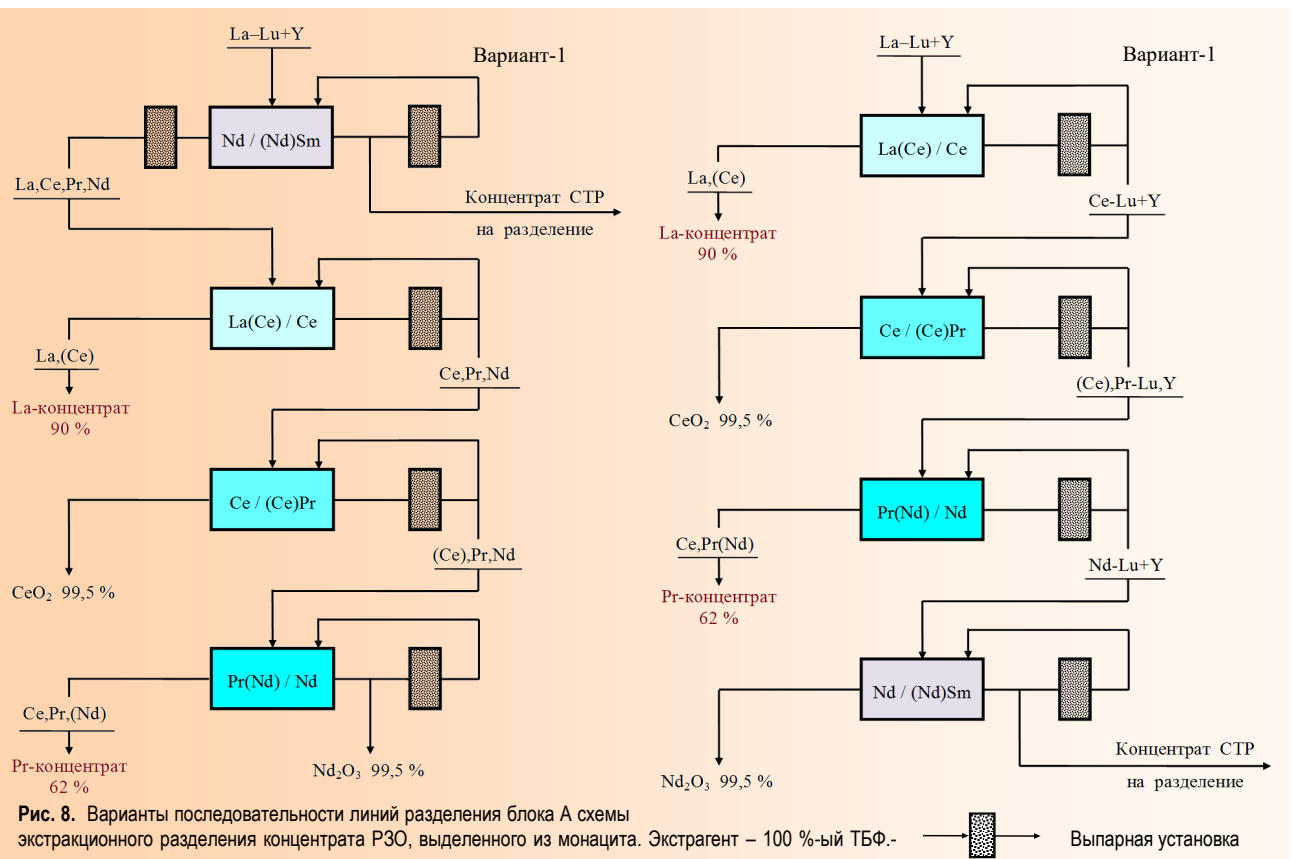 La–Lu+Y
Вариант-1
Nd / (Nd)Sm
La,Ce,Pr,Nd
Концентрат СТР
на разделение
La(Ce) / Ce
La,(Ce)
La-концентрат
90 %
Ce,Pr,Nd
Ce / (Ce)Pr
CeO₂ 99,5 %
(Ce),Pr,Nd
Pr(Nd) / Nd
Ce,Pr,(Nd)
Pr-концентрат
62 %
Nd₂O₃ 99,5 %
La–Lu+Y
Вариант-1
La(Ce) / Ce
La,(Ce)
La-концентрат
90 %
Ce-Lu+Y
Ce / (Ce)Pr
CeO₂ 99,5 %
(Ce),Pr-Lu,Y
Pr(Nd) / Nd
Ce,Pr(Nd)
Pr-концентрат
62 %
Nd-Lu+Y
Nd / (Nd)Sm
Nd₂O₃ 99,5 %
Концентрат СТР
на разделение
Рис. 8. Варианты последовательности линий разделения блока А схемы
экстракционного разделения концентрата РЗО, выделенного из монацита. Экстрагент – 100 %-ый ТБФ.-
Выпарная установка